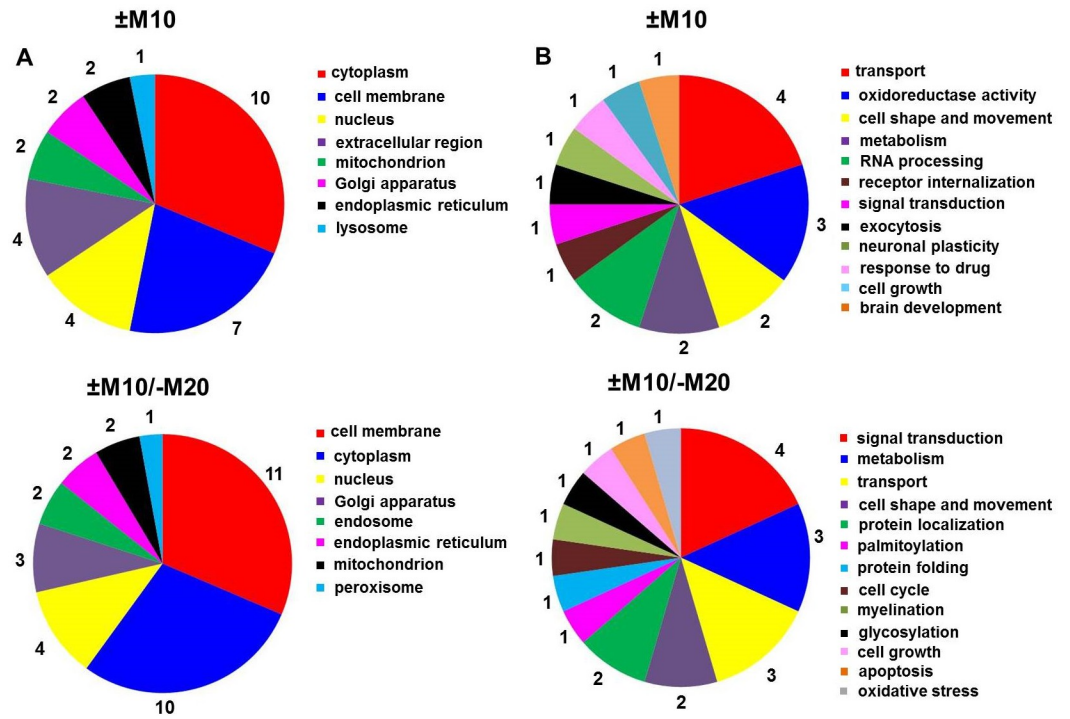 ±M10
A
1
2
2
2
4
4
7
10
cytoplasm
cell membrane
nucleus
extracellular region
mitochondrion
Golgi apparatus
endoplasmic reticulum
lysosome
±M10
B
1
1
1
1
1
1
1
2
2
2
3
4
transport
oxidoreductase activity
cell shape and movement
metabolism
RNA processing
receptor internalization
signal transduction
exocytosis
neuronal plasticity
response to drug
cell growth
brain development
±M10/-M20
1
2
2
2
3
4
10
11
cell membrane
cytoplasm
nucleus
Golgi apparatus
endosome
endoplasmic reticulum
mitochondrion
peroxisome
±M10/-M20
1
1
1
1
1
1
1
1
2
2
3
3
4
signal transduction
metabolism
transport
cell shape and movement
protein localization
palmitoylation
protein folding
cell cycle
myelination
glycosylation
cell growth
apoptosis
oxidative stress